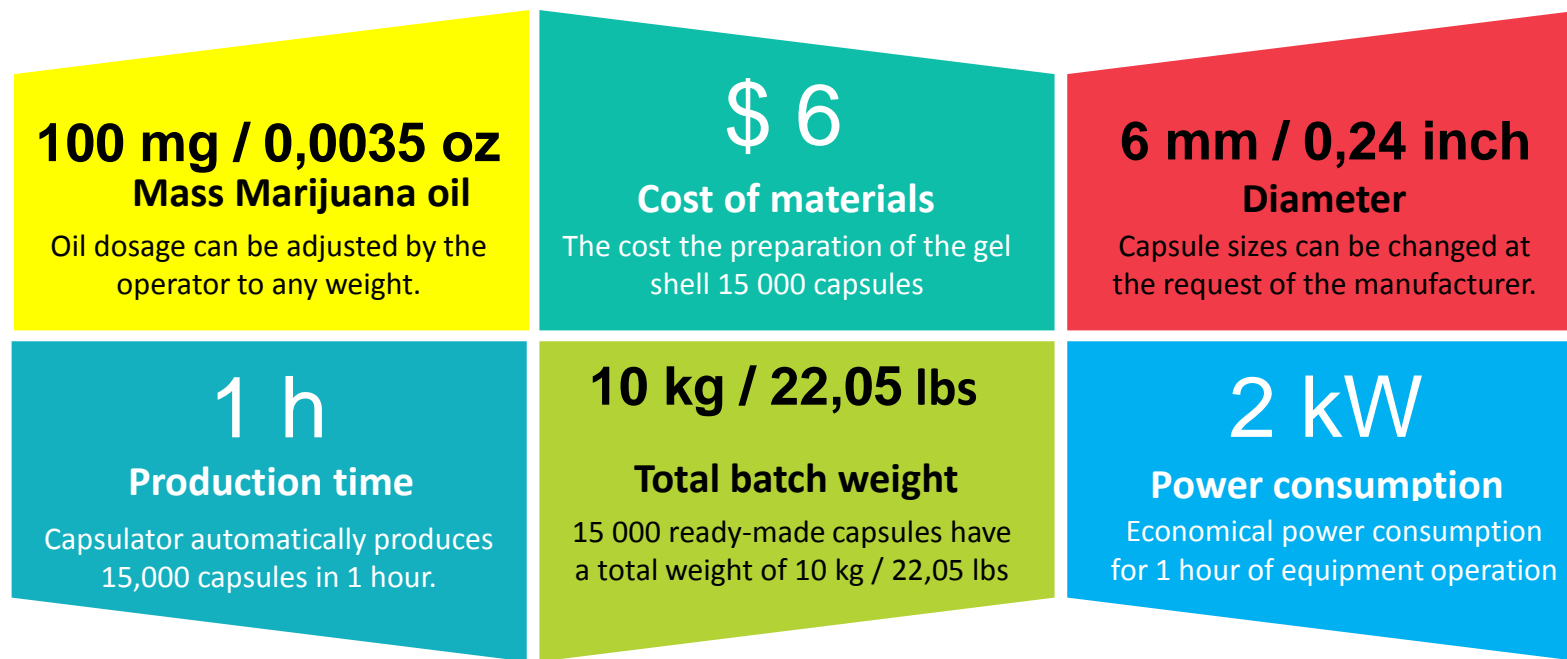 100 mg / 0,0035 oz
Mass Marijuana oil
Oil dosage can be adjusted by the
operator to any weight.
$ 6
Cost of materials
The cost the preparation of the gel
shell 15 000 capsules
6 mm / 0,24 inch
Diameter
Capsule sizes can be changed at
the request of the manufacturer.
1 h
Production time
Capsulator automatically produces
15,000 capsules in 1 hour.
10 kg / 22,05 lbs
Total batch weight
15 000 ready-made capsules have
a total weight of 10 kg / 22,05 lbs
2 kW
Power consumption
Economical power consumption
for 1 hour of equipment operation